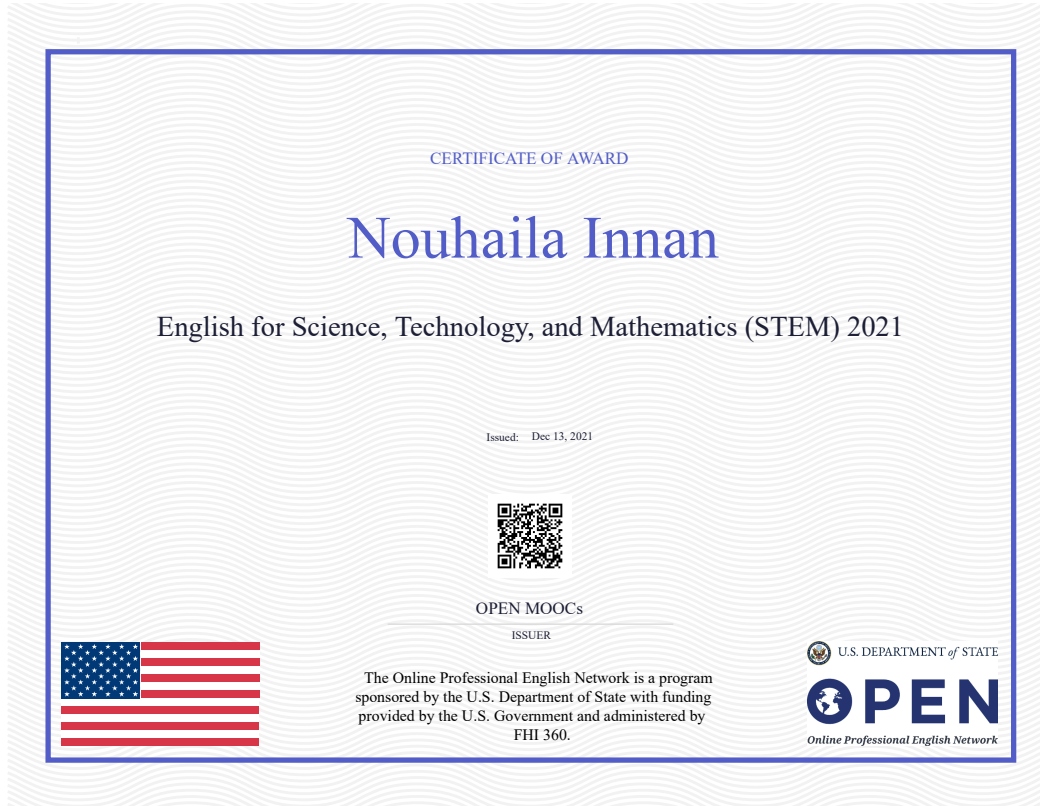 CERTIFICATE OF AWARD
Nouhaila Innan
English for Science, Technology, and Mathematics (STEM) 2021
Issued: Dec 13, 2021
OPEN MOOCs
ISSUER
The Online Professional English Network is a program
sponsored by the U.S. Department of State with funding
provided by the U.S. Government and administered by
FHI 360.
U.S. DEPARTMENT of STATE
OPEN
Online Professional English Network